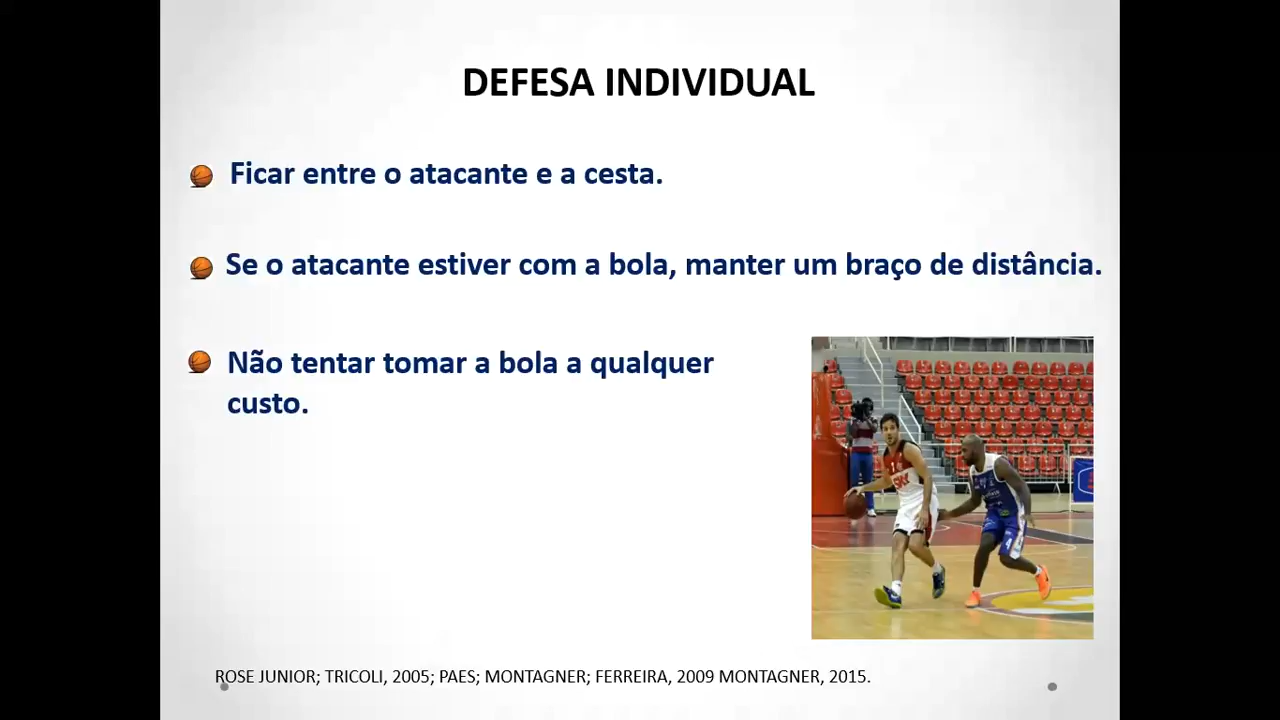 DEFESA INDIVIDUAL
Ficar entre o atacante e a cesta.
Se o atacante estiver com a bola, manter um braço de distância.
Não tentar tomar a bola a qualquer
custo.
SKY
ROSE JUNIOR; TRICOLI, 2005; PAES; MONTAGNER; FERREIRA, 2009 MONTAGNER, 2015.